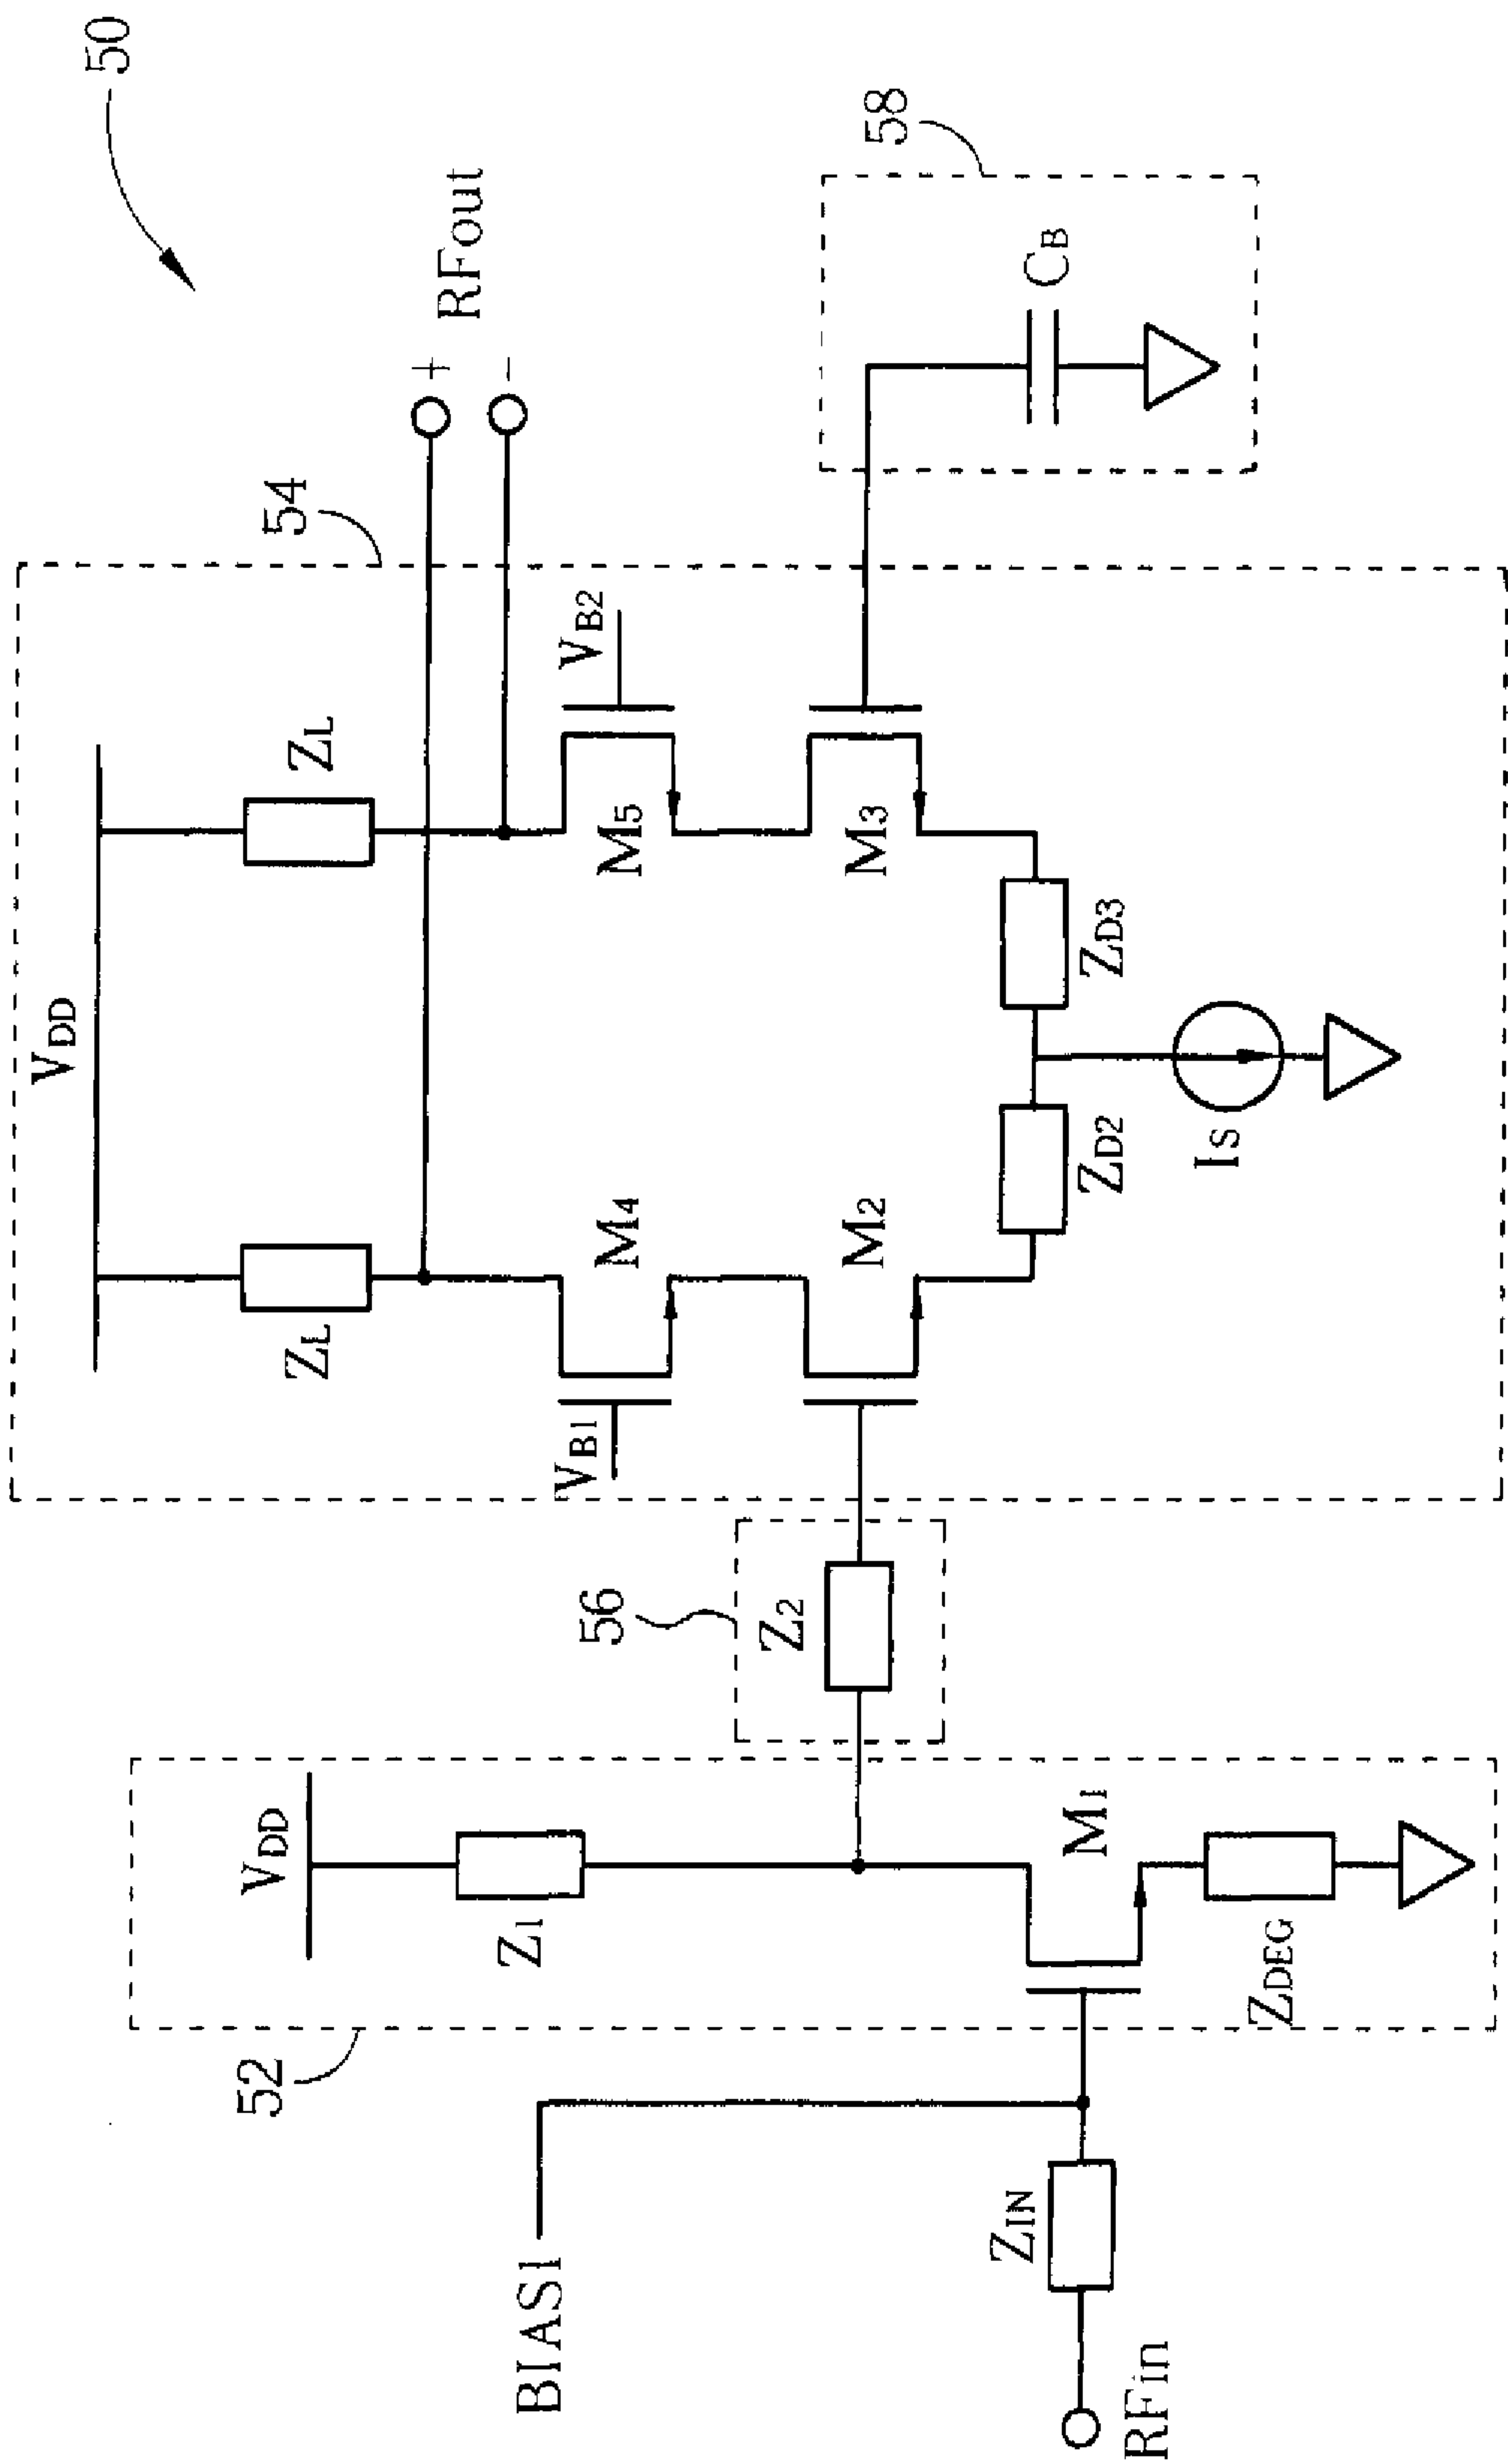 50
54
VDD
ZL
ZL
+
-
RFout
VB1
M4
M5
VB2
58
56
Z2
M2
M3
CB
ZD2
ZD3
IS
52
VDD
Z1
M1
ZDEG
BIAS1
ZIN
RFin